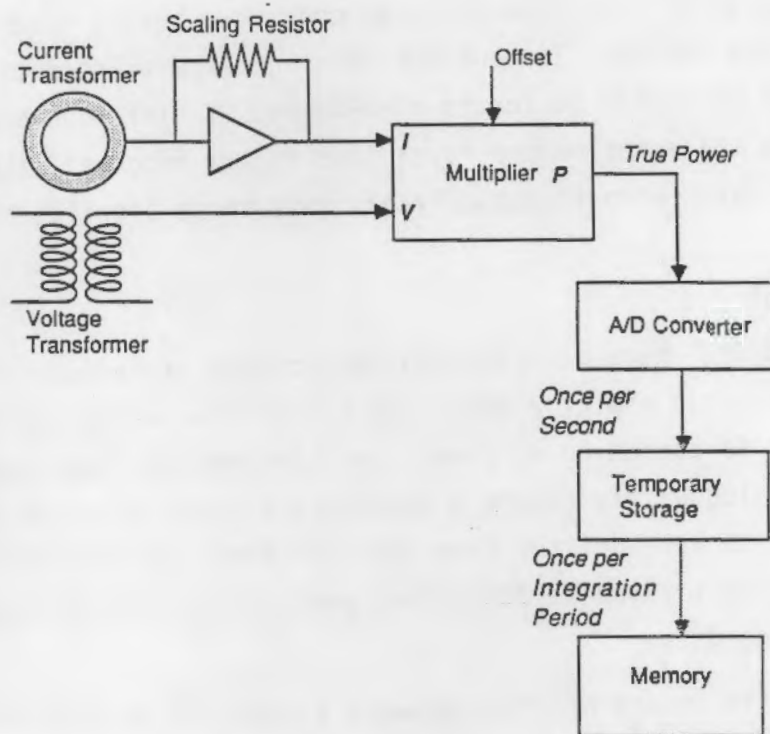 Scaling Resistor
Current
Transformer
Offset
I
Multiplier P
True Power
V
Voltage
Transformer
A/D Converter
Once per
Second
Temporary
Storage
Once per
Integration
Period
Memory